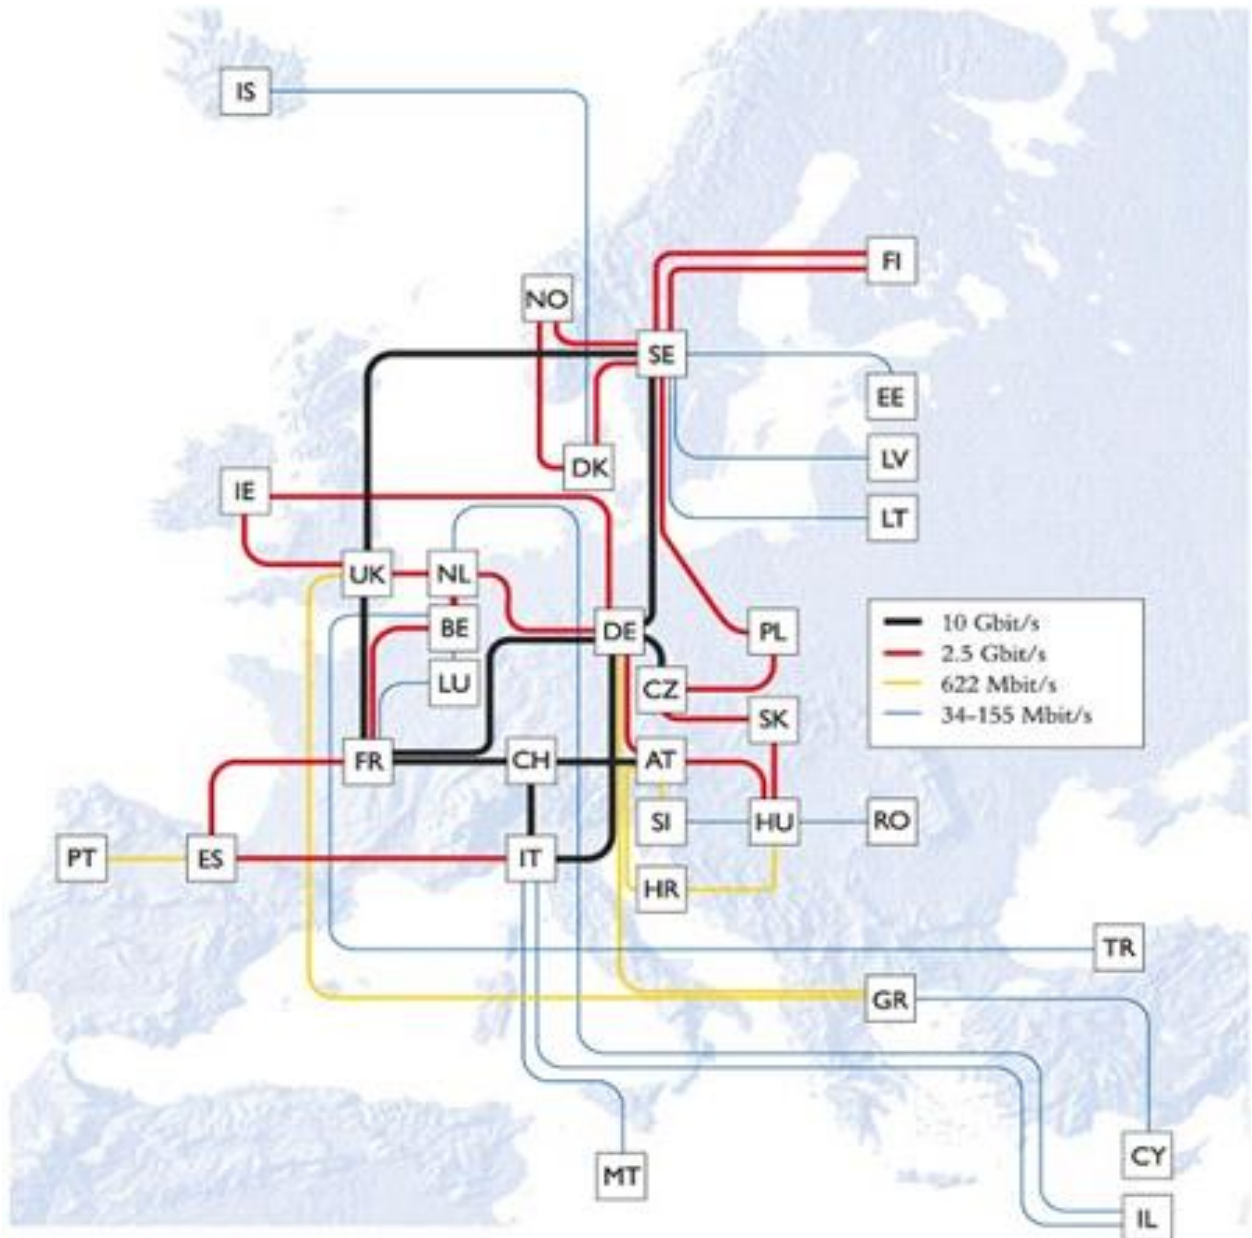 IS
FI
NO
SE
EE
LV
DK
IE
LT
UK
NL
BE
DE
PL
LU
CZ
SK
10 Gbit/s
2.5 Gbit/s
622 Mbit/s
34-155 Mbit/s
FR
CH
AT
SI
HU
RO
PT
ES
IT
HR
TR
GR
CY
MT
IL